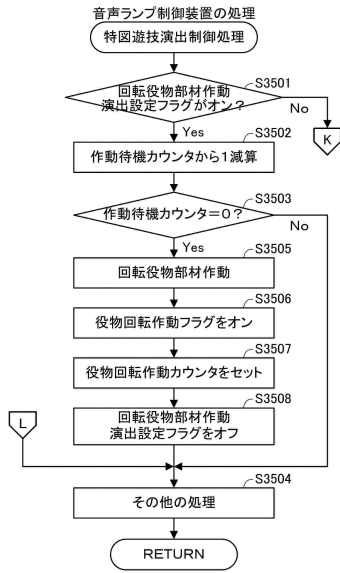 音声ランプ制御装置の処理
特図遊技演出制御処理
S3501
回転役物部材作動
演出設定フラグがオン?
No
K
Yes
S3502
作動待機カウンタから1減算
S3503
作動待機カウンタ=0?
No
Yes
S3505
回転役物部材作動
S3506
役物回転作動フラグをオン
S3507
役物回転作動カウンタをセット
S3508
回転役物部材作動
演出設定フラグをオフ
L
S3504
その他の処理
RETURN